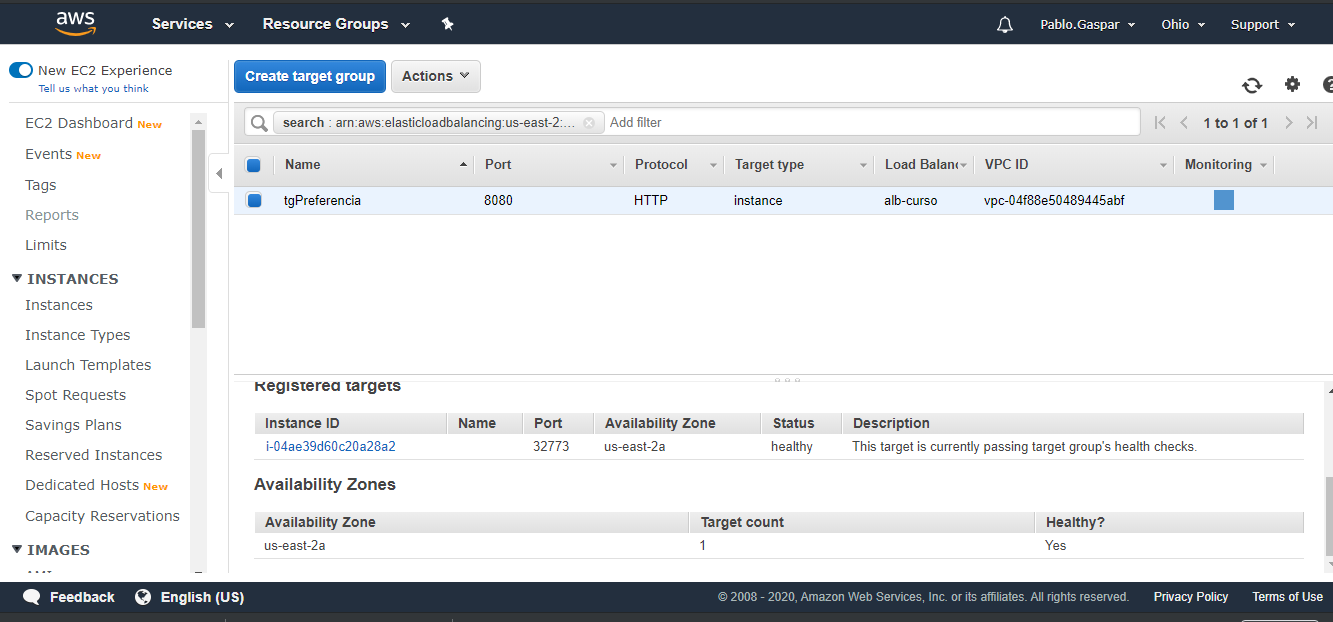 aws Services Resource Groups Pablo.Gaspar Ohio Support
New EC2 Experience
Tell us what you think
Create target group Actions
EC2 Dashboard New
Events New
Tags
Reports
Limits
INSTANCES
Instances
Instance Types
Launch Templates
Spot Requests
Savings Plans
Reserved Instances
Dedicated Hosts New
Capacity Reservations
IMAGES
search : arn:aws:elasticloadbalancing:us-east-2:... Add filter 1 to 1 of 1
Name Port Protocol Target type Load Balanc VPC ID Monitoring
tgPreferencia 8080 HTTP instance alb-curso vpc-04f88e50489445abf
Registered targets
Instance ID Name Port Availability Zone Status Description
i-04ae39d60c20a28a2 32773 us-east-2a healthy This target is currently passing target group's health checks.
Availability Zones
Availability Zone Target count Healthy?
us-east-2a 1 Yes
Feedback English (US) © 2008 - 2020, Amazon Web Services, Inc. or its affiliates. All rights reserved. Privacy Policy Terms of Use